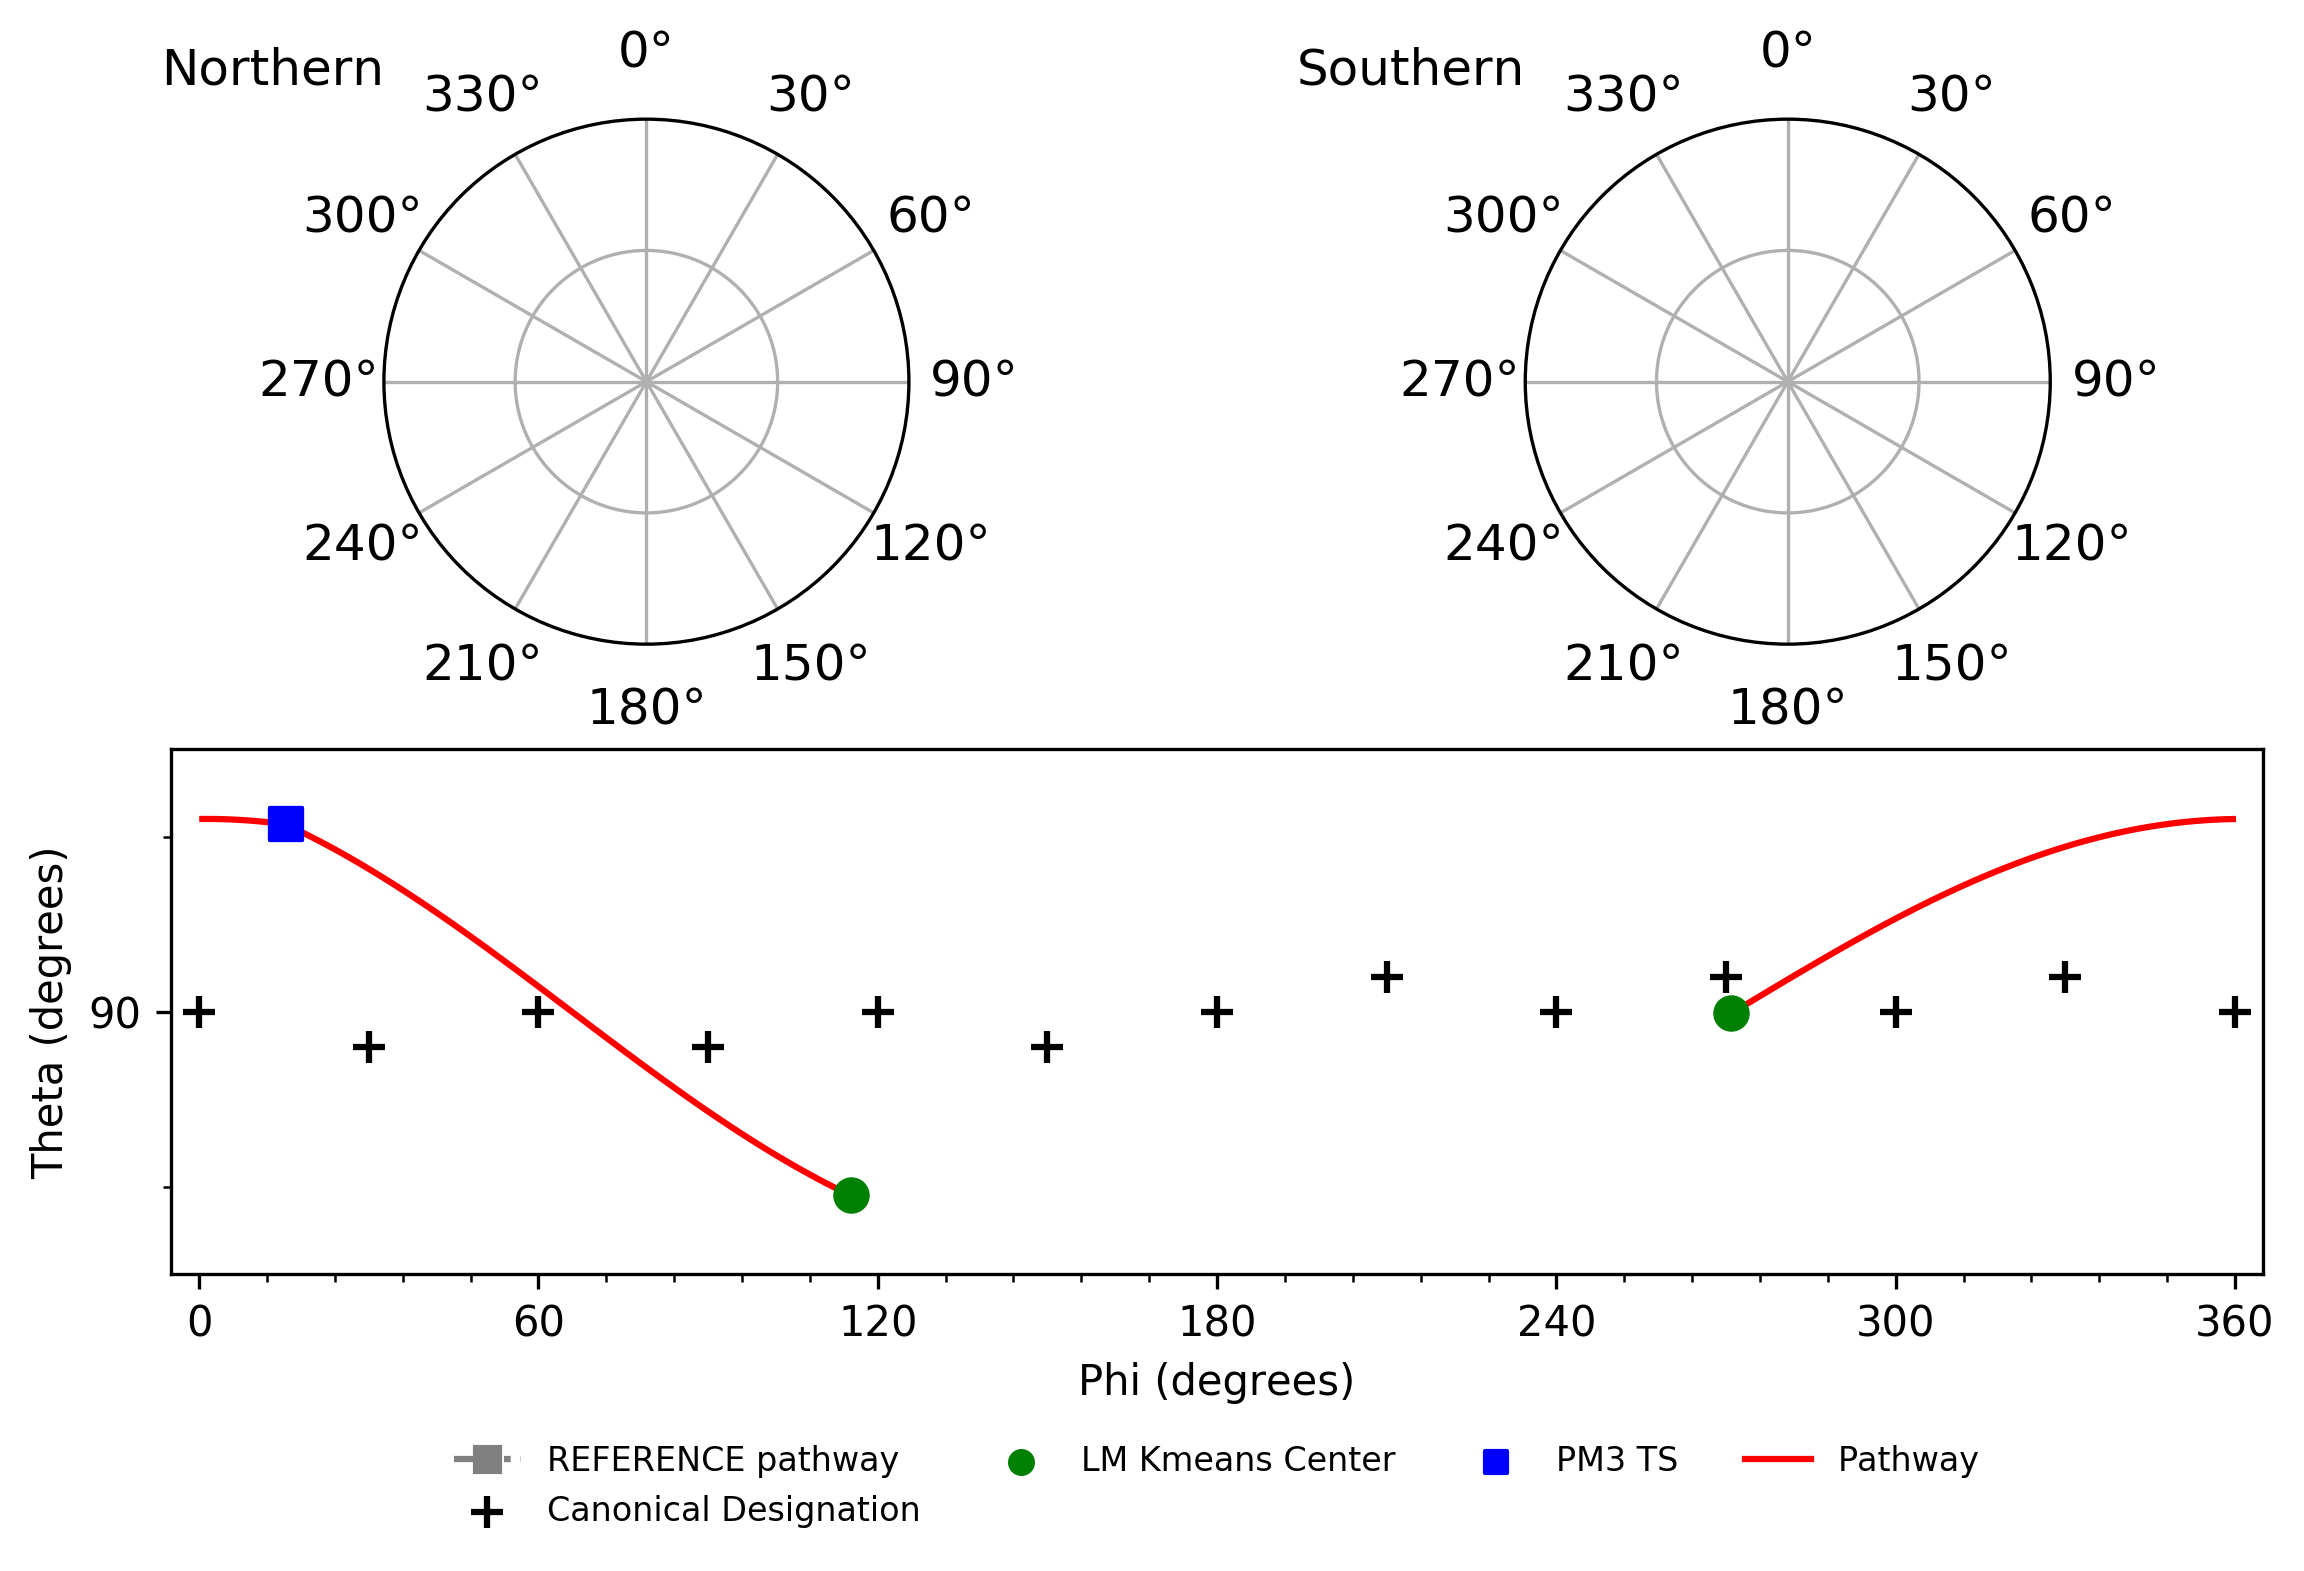 Northern
0°
330°
30°
300°
60°
270°
90°
240°
120°
210°
150°
180°
Southern
0°
330°
30°
300°
60°
270°
90°
240°
120°
210°
150°
180°
Theta (degrees)
90
0 60 120 180 240 300 360
Phi (degrees)
REFERENCE pathway
Canonical Designation
LM Kmeans Center
PM3 TS
Pathway